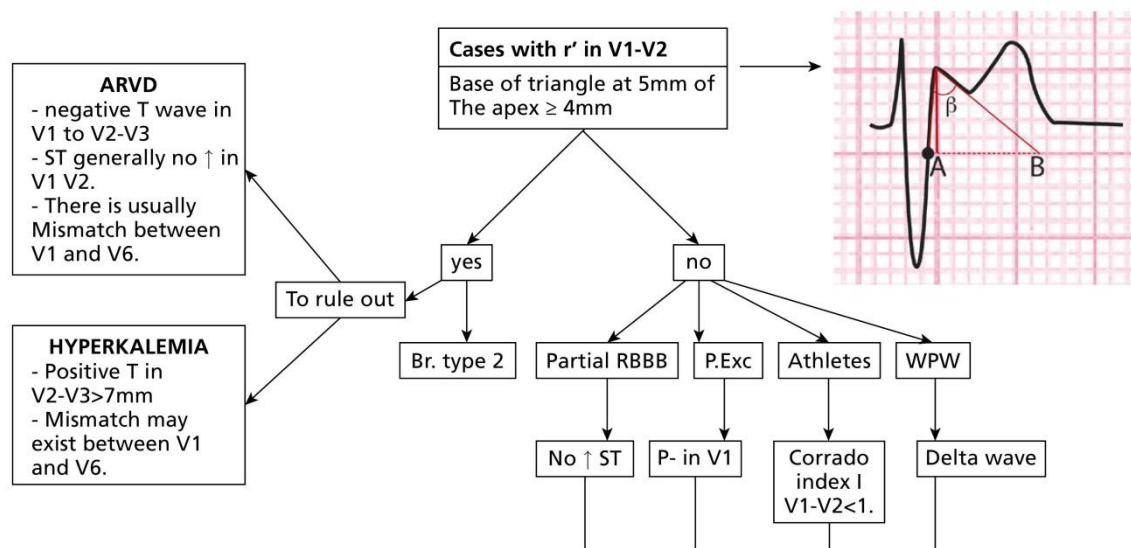 Cases with r' in V1-V2
Base of triangle at 5mm of
The apex ≥ 4mm
β
A
B
ARVD
- negative T wave in
V1 to V2-V3
- ST generally no ↑ in
V1 V2.
- There is usually
Mismatch between
V1 and V6.
yes
no
To rule out
HYPERKALEMIA
- Positive T in
V2-V3>7mm
- Mismatch may
exist between V1
and V6.
Br. type 2
Partial RBBB
P.Exc
Athletes
WPW
No ↑ ST
P- in V1
Corrado
index I
V1-V2<1.
Delta wave